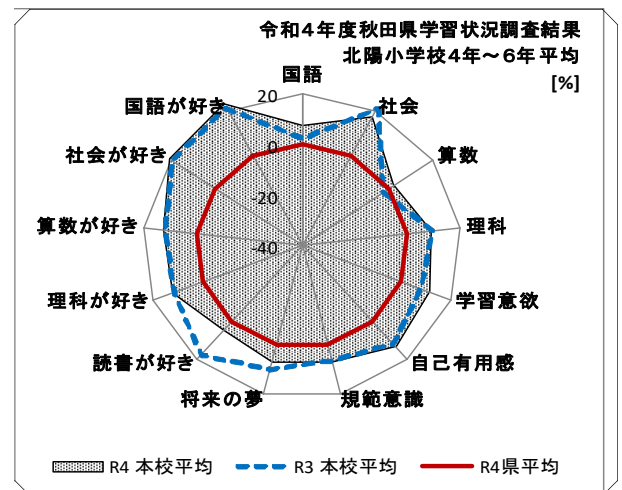 令和4年度秋田県学習状況調査結果
北陽小学校4年～6年平均
[%]
国語
社会
算数
理科
学習意欲
自己有用感
規範意識
将来の夢
読書が好き
理科が好き
算数が好き
社会が好き
国語が好き
20
0
-20
-40
R4 本校平均
R3 本校平均
R4県平均